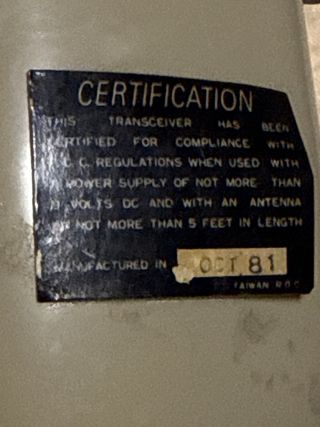 CERTIFICATION
THIS TRANSCEIVER HAS BEEN
CERTIFIED FOR COMPLIANCE WITH
F.C.C. REGULATIONS WHEN USED WITH
A POWER SUPPLY OF NOT MORE THAN
VOLTS DC AND WITH AN ANTENNA
OF NOT MORE THAN 5 FEET IN LENGTH
MANUFACTURED IN OCT 81
TAIWAN R.O.C